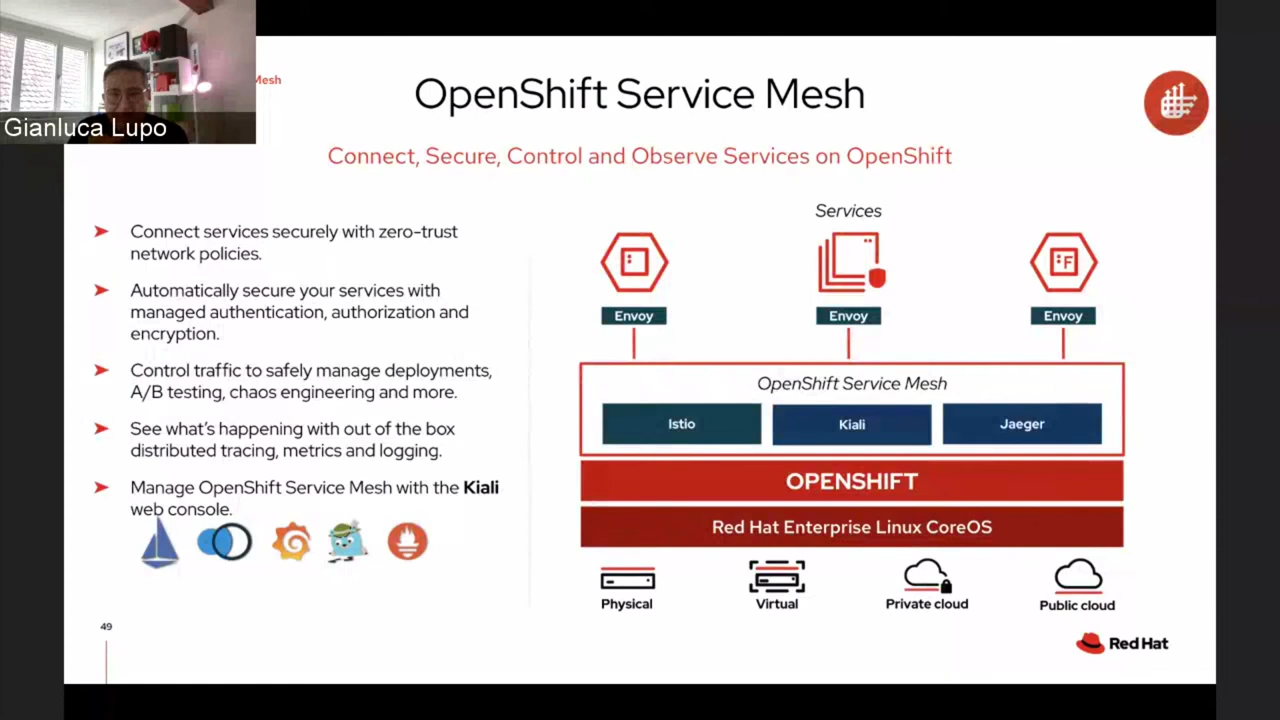 Gianluca Lupo
Mesh
OpenShift Service Mesh
Connect, Secure, Control and Observe Services on OpenShift
➤ Connect services securely with zero-trust
network policies.
➤ Automatically secure your services with
managed authentication, authorization and
encryption.
➤ Control traffic to safely manage deployments,
A/B testing, chaos engineering and more.
➤ See what's happening with out of the box
distributed tracing, metrics and logging.
➤ Manage OpenShift Service Mesh with the Kiali
web console.
Services
:F
Envoy Envoy Envoy
OpenShift Service Mesh
Istio Kiali Jaeger
OPENSHIFT
Red Hat Enterprise Linux CoreOS
Physical Virtual Private cloud Public cloud
49
Red Hat